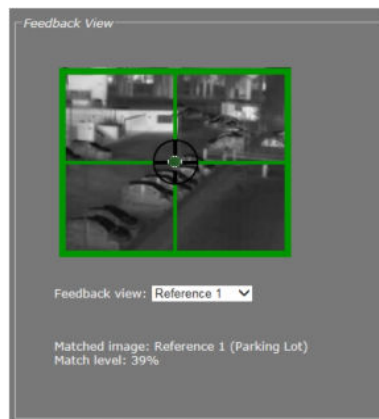 Feedback View
Feedback view: Reference 1
Matched image: Reference 1 (Parking Lot)
Match level: 39%